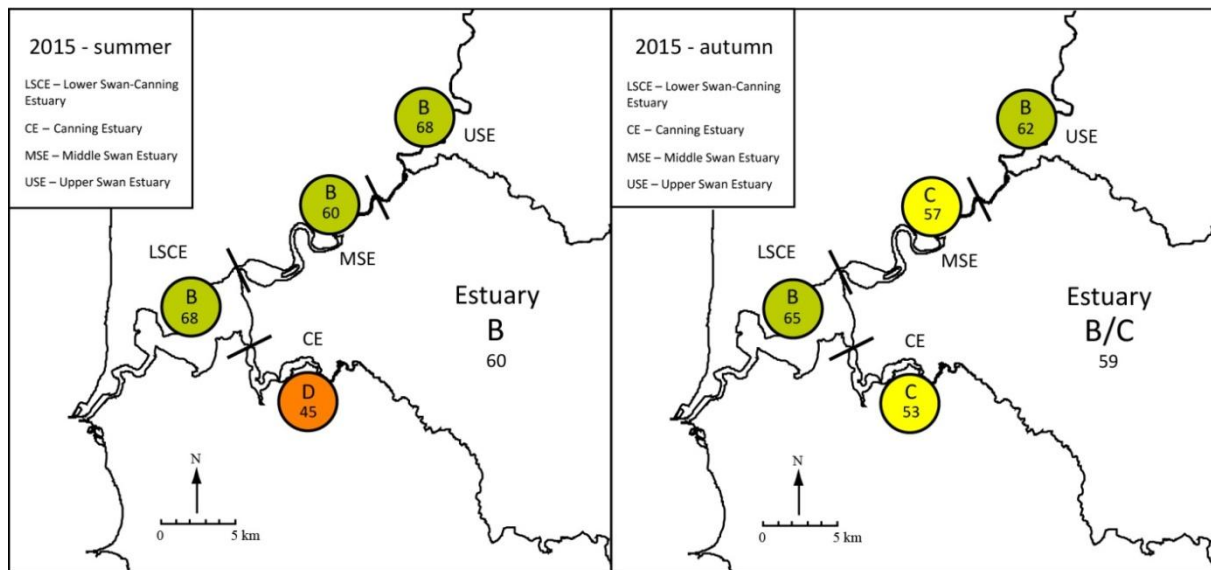 2015 - summer
LSCE – Lower Swan-Canning
Estuary
CE – Canning Estuary
MSE – Middle Swan Estuary
USE – Upper Swan Estuary
B
68
USE
B
60
MSE
LSCE
B
68
Estuary
B
60
CE
D
45
N
5 km
2015 - autumn
LSCE – Lower Swan-Canning
Estuary
CE – Canning Estuary
MSE – Middle Swan Estuary
USE – Upper Swan Estuary
B
62
USE
C
57
MSE
LSCE
B
65
Estuary
B/C
59
CE
C
53
N
5 km